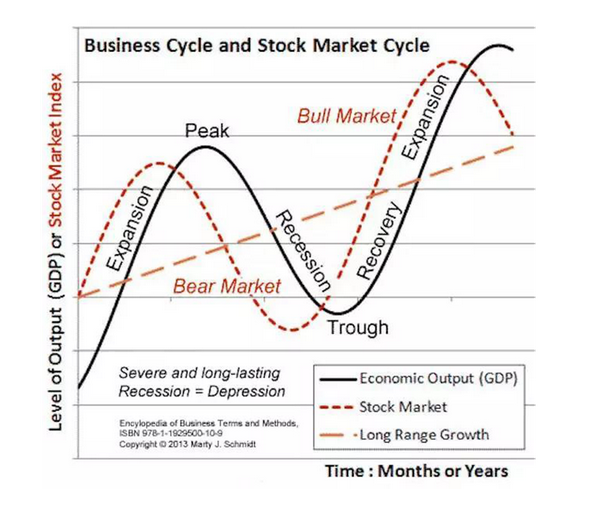 Business Cycle and Stock Market Cycle
Level of Output (GDP) or Stock Market Index
Peak
Bull Market
Expansion
Expansion
Recession
Recovery
Bear Market
Trough
Severe and long-lasting
Recession = Depression
Economic Output (GDP)
Stock Market
Long Range Growth
Encylopedia of Business Terms and Methods,
ISBN 978-1-1929500-10-9
Copyright © 2013 Marty J. Schmidt
Time : Months or Years